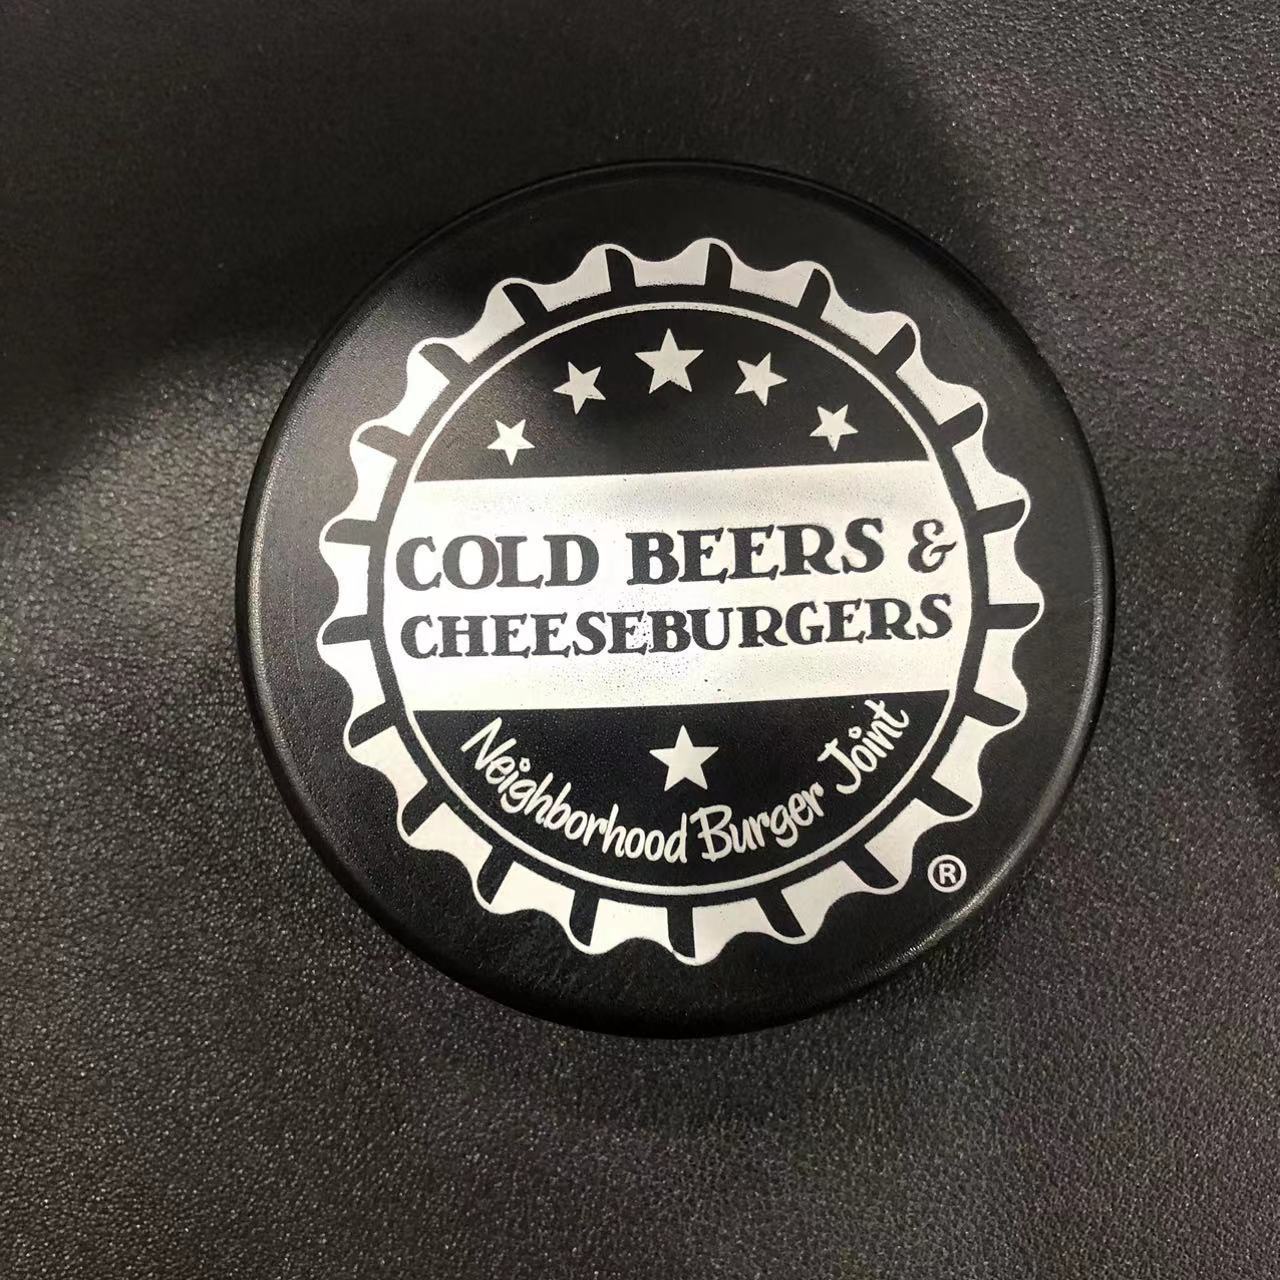 COLD BEERS &
CHEESEBURGERS
Neighborhood Burger Joint
®